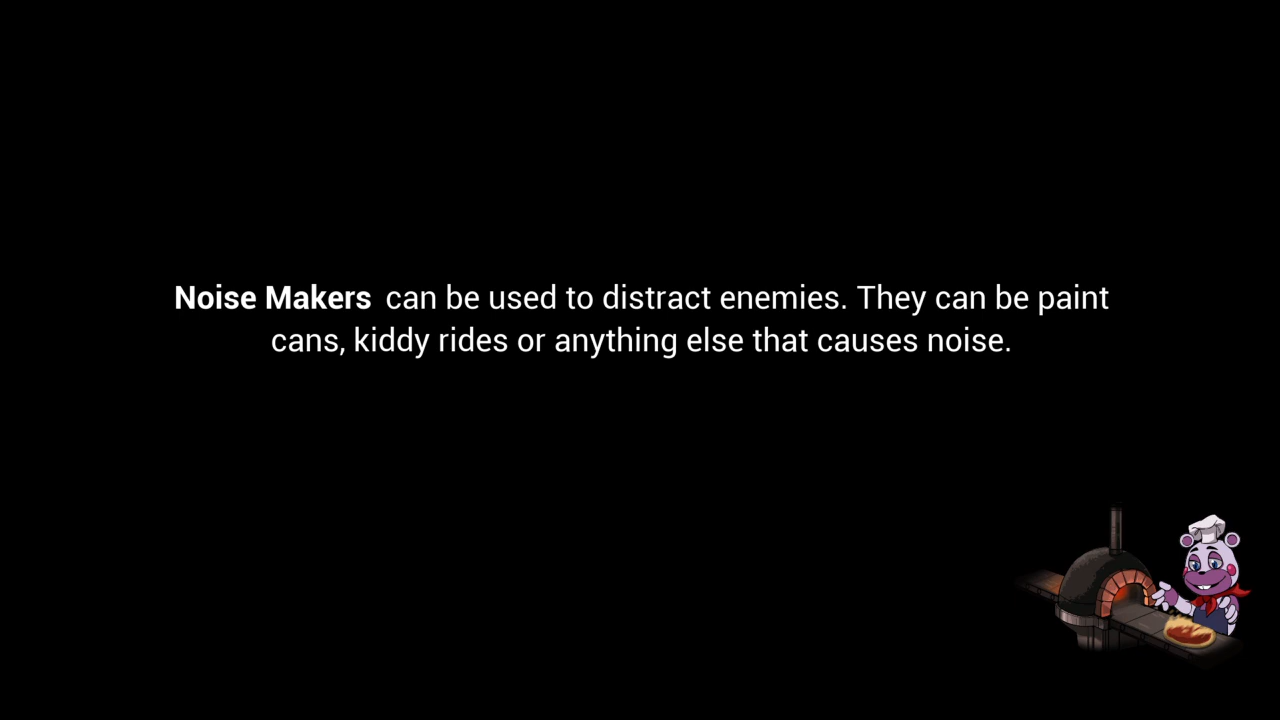 Noise Makers can be used to distract enemies. They can be paint
cans, kiddy rides or anything else that causes noise.